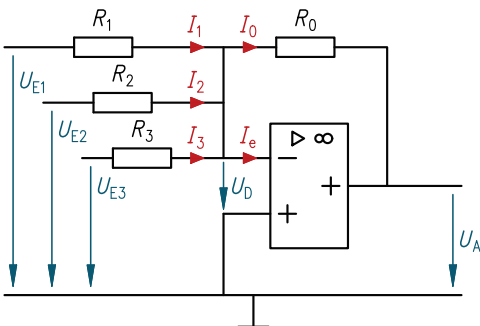 R1 I1 I0 R0
UE1 R2 I2
UE2 R3 I3 Ie ▷ ∞
UE3 UD − +
+ UA